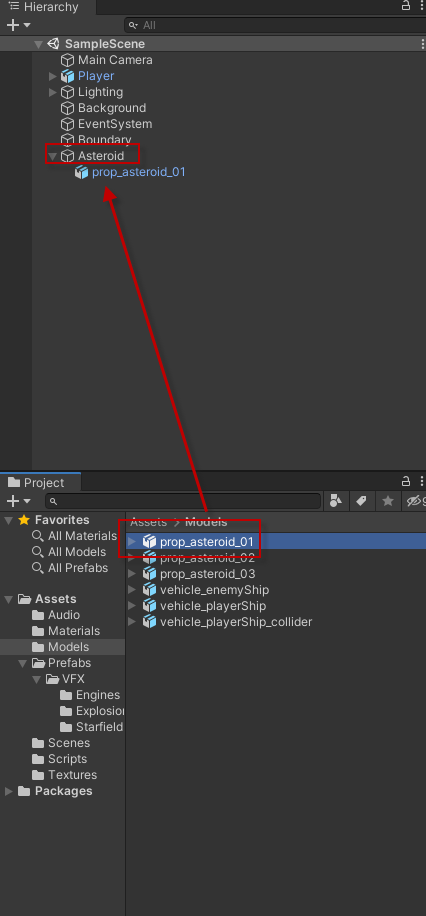 Hierarchy
All
SampleScene
Main Camera
Player
Lighting
Background
EventSystem
Boundary
Asteroid
prop_asteroid_01
Project
9
Favorites
All Materials
All Models
All Prefabs
Assets
Audio
Materials
Models
Prefabs
VFX
Engines
Explosio
Starfield
Scenes
Scripts
Textures
Packages
Assets > Models
prop_asteroid_01
prop_asteroid_02
prop_asteroid_03
vehicle_enemyShip
vehicle_playerShip
vehicle_playerShip_collider